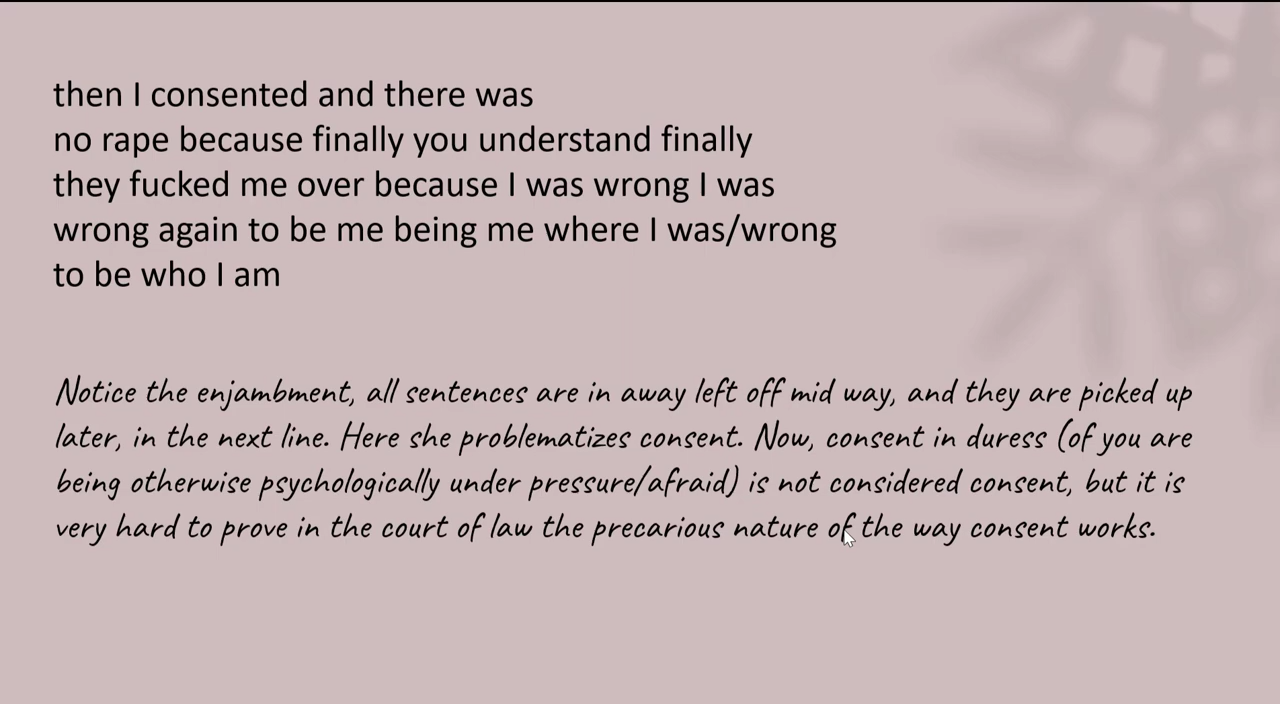 then I consented and there was
no rape because finally you understand finally
they fucked me over because I was wrong I was
wrong again to be me being me where I was/wrong
to be who I am
Notice the enjambment, all sentences are in away left off mid way, and they are picked up
later, in the next line. Here she problematizes consent. Now, consent in duress (of you are
being otherwise psychologically under pressure/afraid) is not considered consent, but it is
very hard to prove in the court of law the precarious nature of the way consent works.